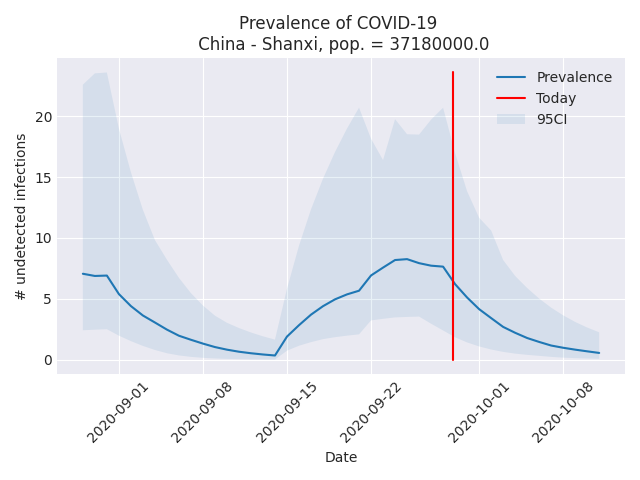 Prevalence of COVID-19
China - Shanxi, pop. = 37180000.0
Prevalence
Today
95CI
# undetected infections
20
15
10
5
0
2020-09-01
2020-09-08
2020-09-15
2020-09-22
2020-10-01
2020-10-08
Date